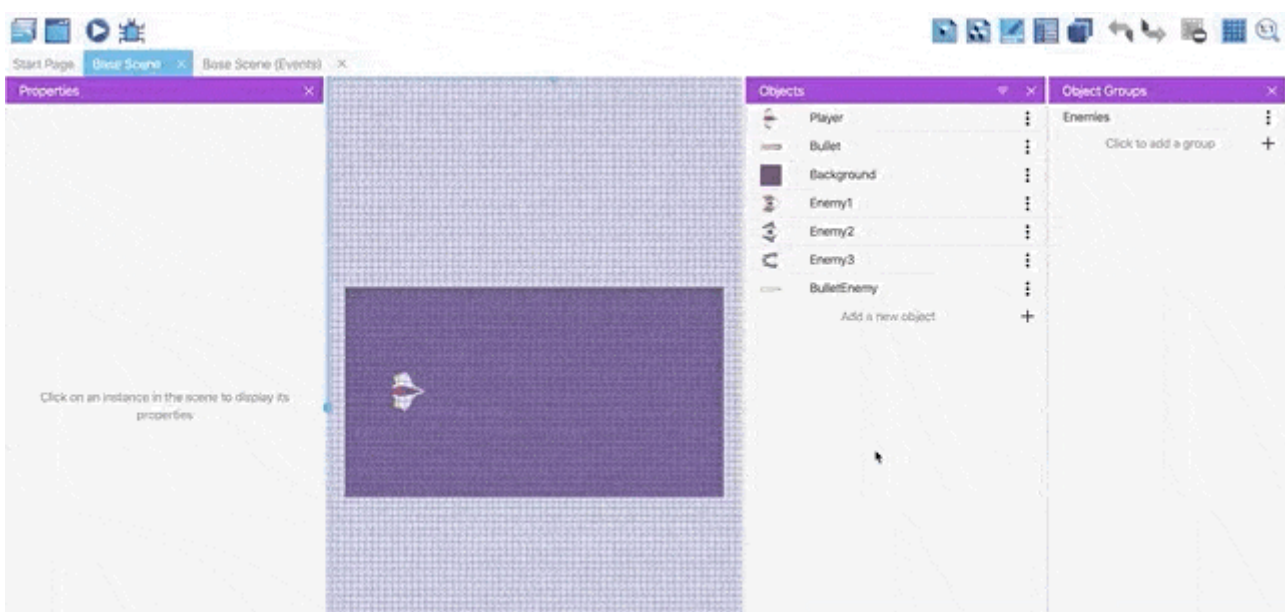 Start Page
Base Scene
Base Scene (Events)
Properties
Click on an instance in the scene to display its
properties
Objects
Player
Bullet
Background
Enemy1
Enemy2
Enemy3
BulletEnemy
Add a new object
Object Groups
Enemies
Click to add a group